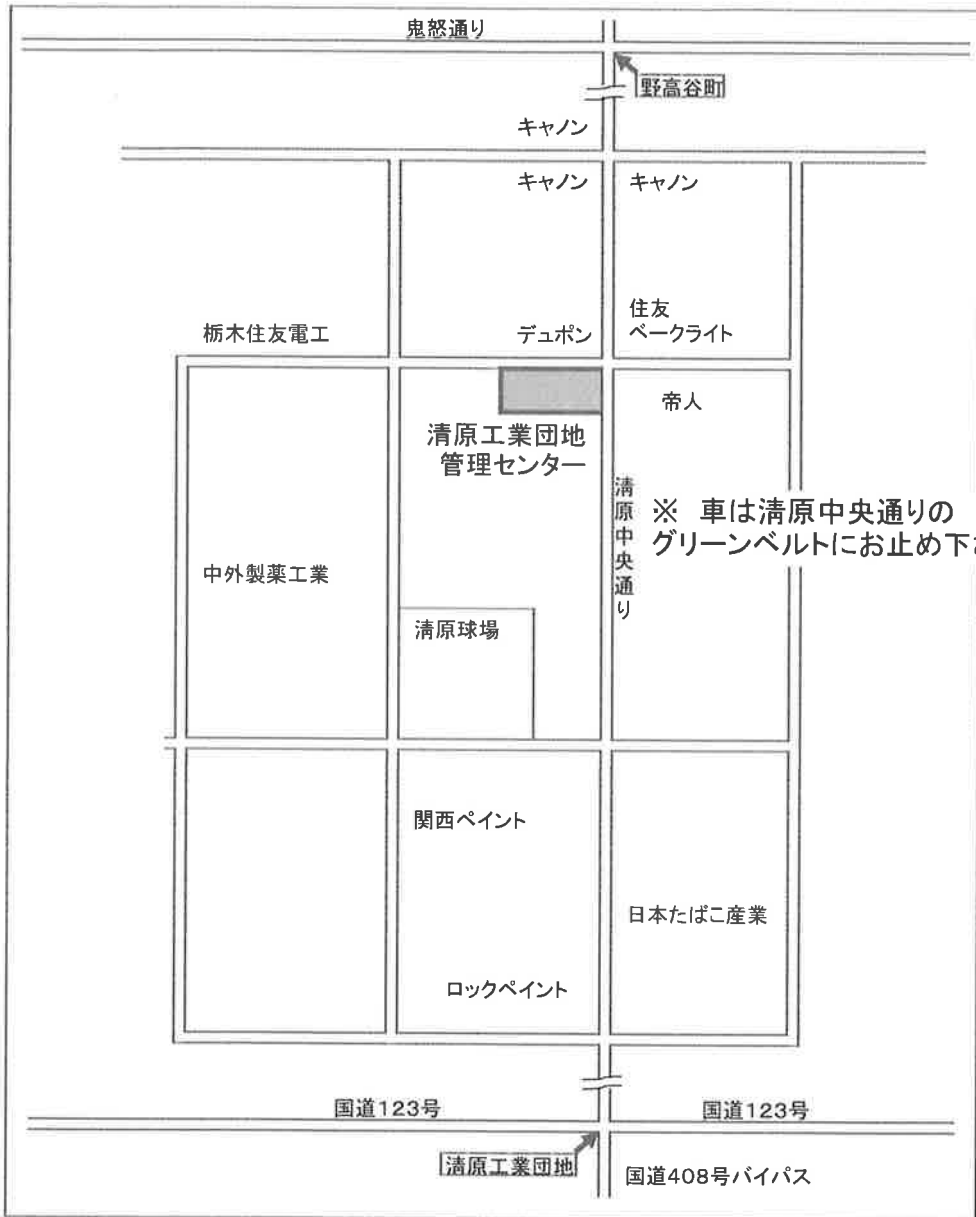 鬼怒通り
野高谷町
キャノン
キャノン
キャノン
住友
ベークライト
栃木住友電工
デュポン
帝人
清原工業団地
管理センター
清原中央通り
※ 車は清原中央通りの
グリーンベルトにお止め下さ
中外製薬工業
清原球場
関西ペイント
日本たばこ産業
ロックペイント
国道123号
国道123号
清原工業団地
国道408号バイパス